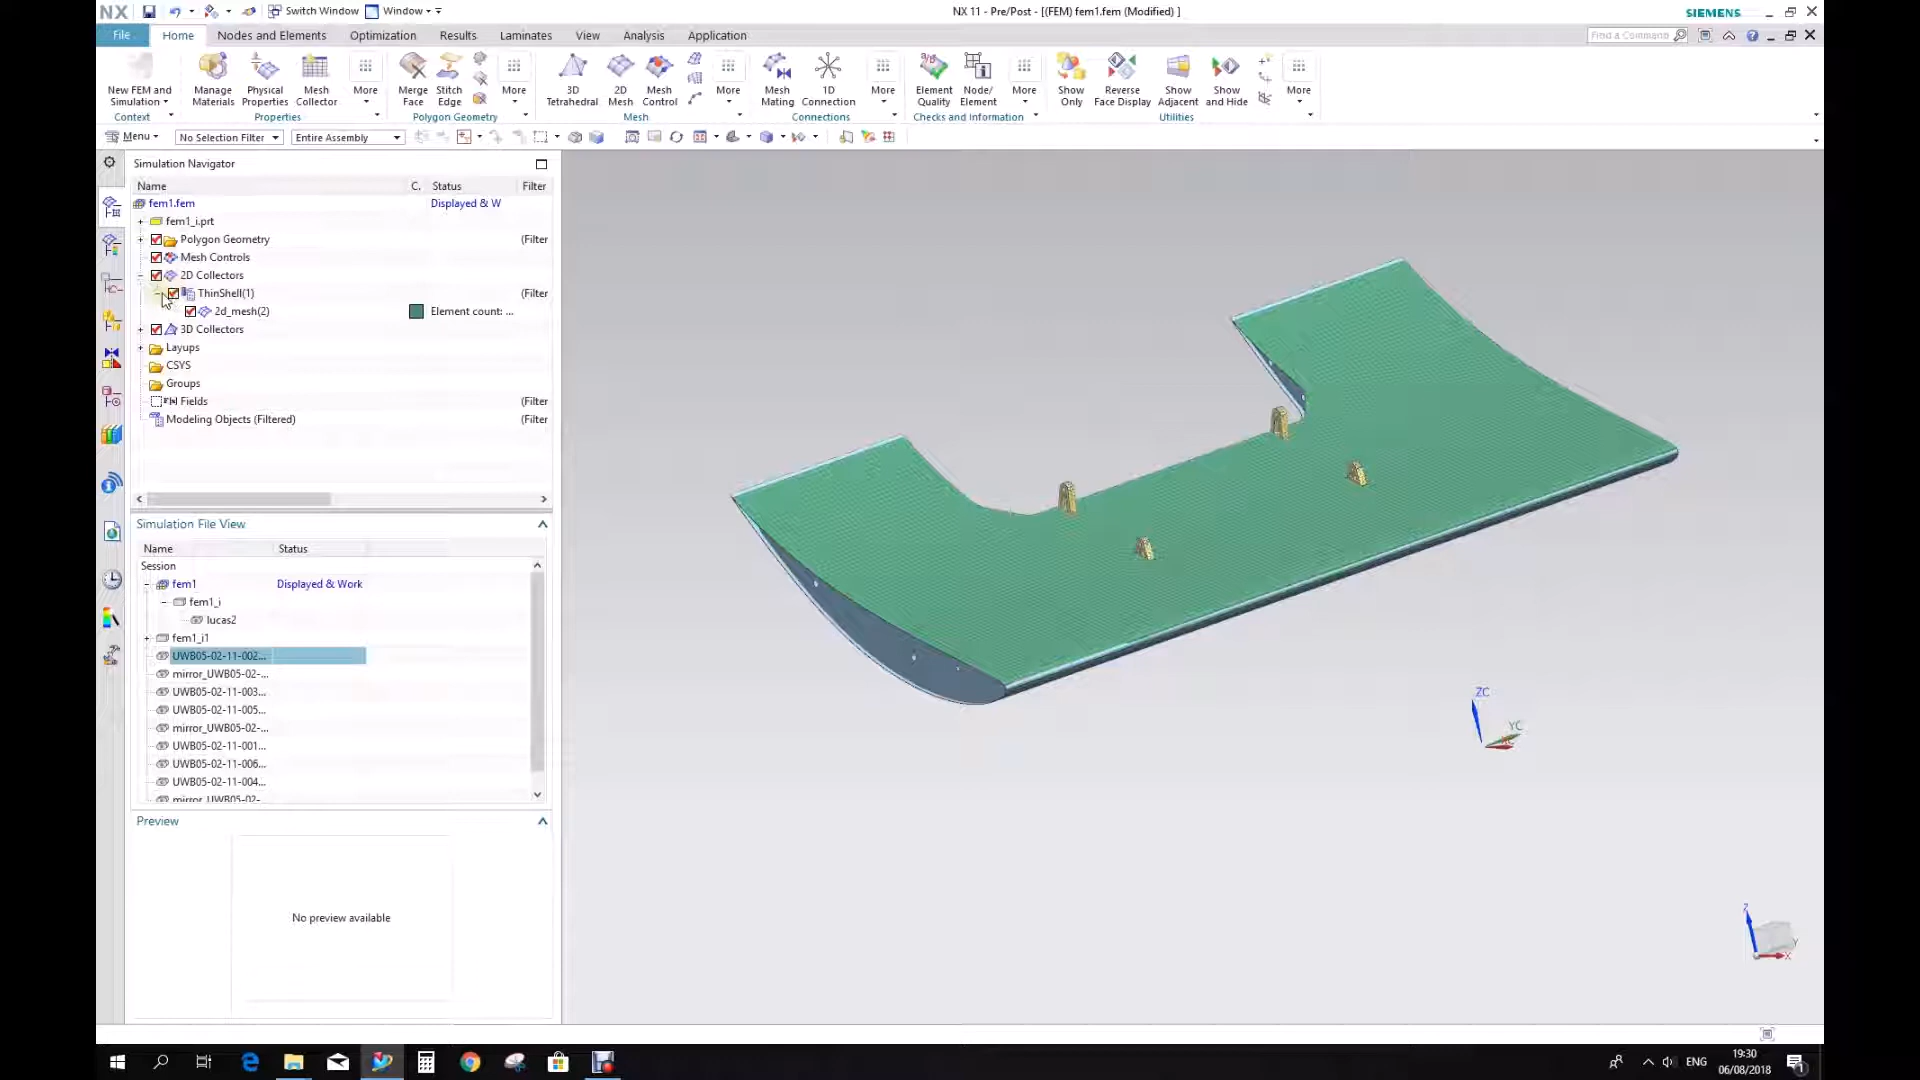 NX
Switch Window
Window
NX 11 - Pre/Post - [(FEM) fem1.fem (Modified) ]
SIEMENS
File
Home
Nodes and Elements
Optimization
Results
Laminates
View
Analysis
Application
Find a Command
New FEM and
Simulation
Manage
Materials
Physical
Properties
Mesh
Collector
More
Merge
Face
Stitch
Edge
More
3D
Tetrahedral
2D
Mesh
Mesh
Control
More
Mesh
Mating
1D
Connection
More
Element
Quality
Node/
Element
More
Show
Only
Reverse
Face Display
Show
Adjacent
Show
and Hide
More
Context
Properties
Polygon Geometry
Mesh
Connections
Checks and Information
Utilities
Menu
No Selection Filter
Entire Assembly
Simulation Navigator
Name
C.
Status
Filter
fem1.fem
Displayed & W
fem1_i.prt
Polygon Geometry
(Filter
Mesh Controls
2D Collectors
ThinShell(1)
(Filter
2d_mesh(2)
Element count: ...
3D Collectors
Layups
CSYS
Groups
Fields
(Filter
Modeling Objects (Filtered)
(Filter
Simulation File View
Name
Status
Session
fem1
Displayed & Work
fem1_i
lucas2
fem1_i1
UWB05-02-11-002...
mirror_UWB05-02-...
UWB05-02-11-003...
UWB05-02-11-005...
mirror_UWB05-02-...
UWB05-02-11-001...
UWB05-02-11-006...
UWB05-02-11-004...
mirror_UWB05-02-
Preview
No preview available
ZC
YC
Z
Y
X
ENG
19:30
06/08/2018